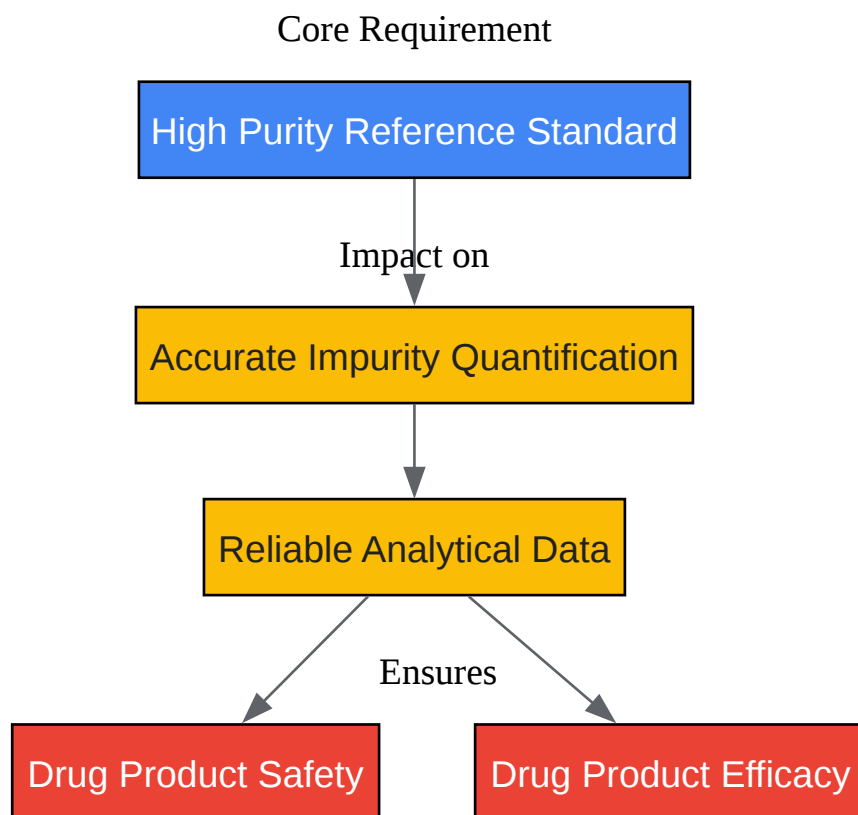 Core Requirement
High Purity Reference Standard
Impact on
Accurate Impurity Quantification
Reliable Analytical Data
Ensures
Drug Product Safety
Drug Product Efficacy